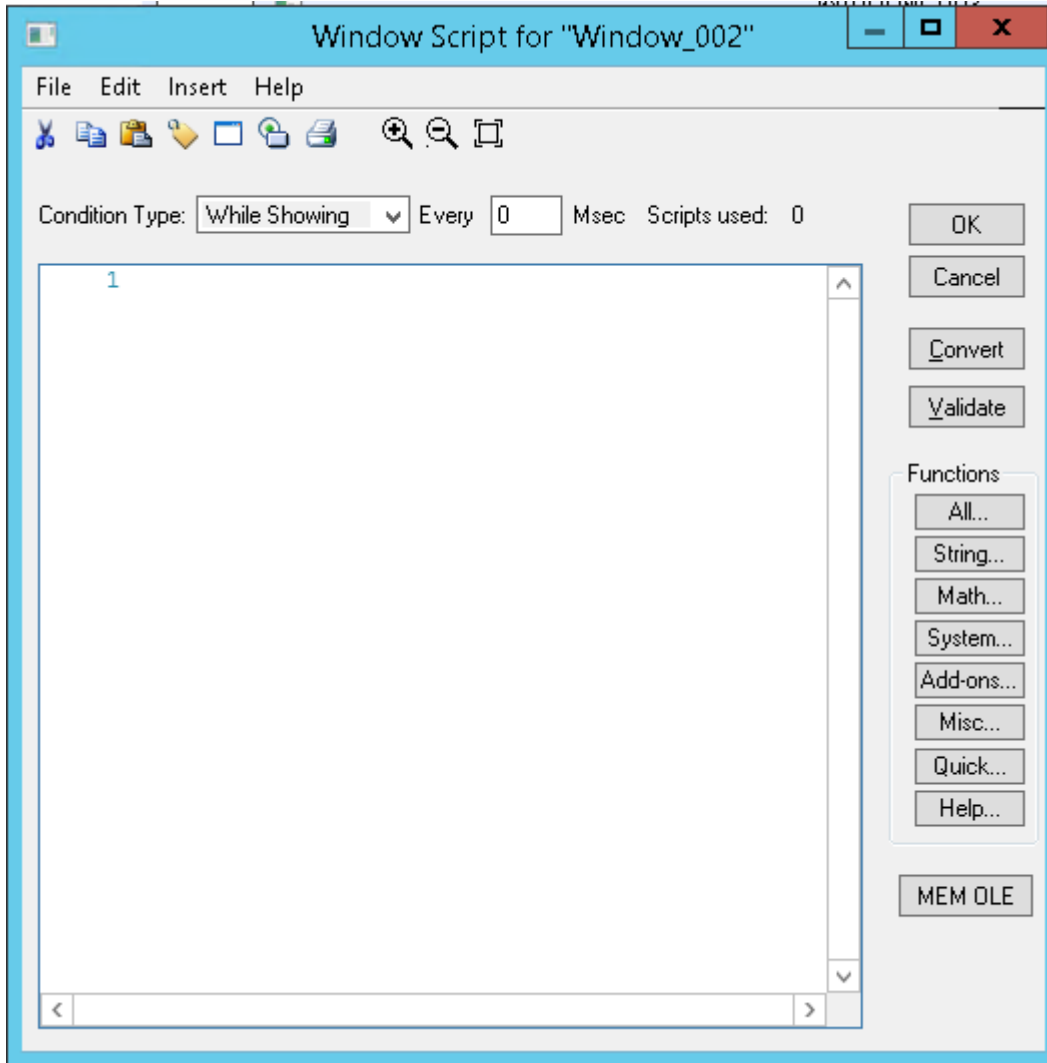 Window Script for "Window_002"
File Edit Insert Help
Condition Type: While Showing Every 0 Msec Scripts used: 0
1
OK
Cancel
Convert
Validate
Functions
All...
String...
Math...
System...
Add-ons...
Misc...
Quick...
Help...
MEM OLE